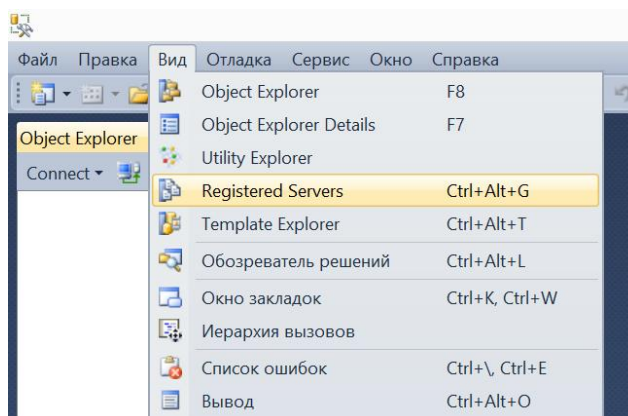 Файл Правка Вид Отладка Сервис Окно Справка
Object Explorer F8
Object Explorer Details F7
Object Explorer
Utility Explorer
Connect
Registered Servers Ctrl+Alt+G
Template Explorer Ctrl+Alt+T
Обозреватель решений Ctrl+Alt+L
Окно закладок Ctrl+K, Ctrl+W
Иерархия вызовов
Список ошибок Ctrl+\, Ctrl+E
Вывод Ctrl+Alt+O